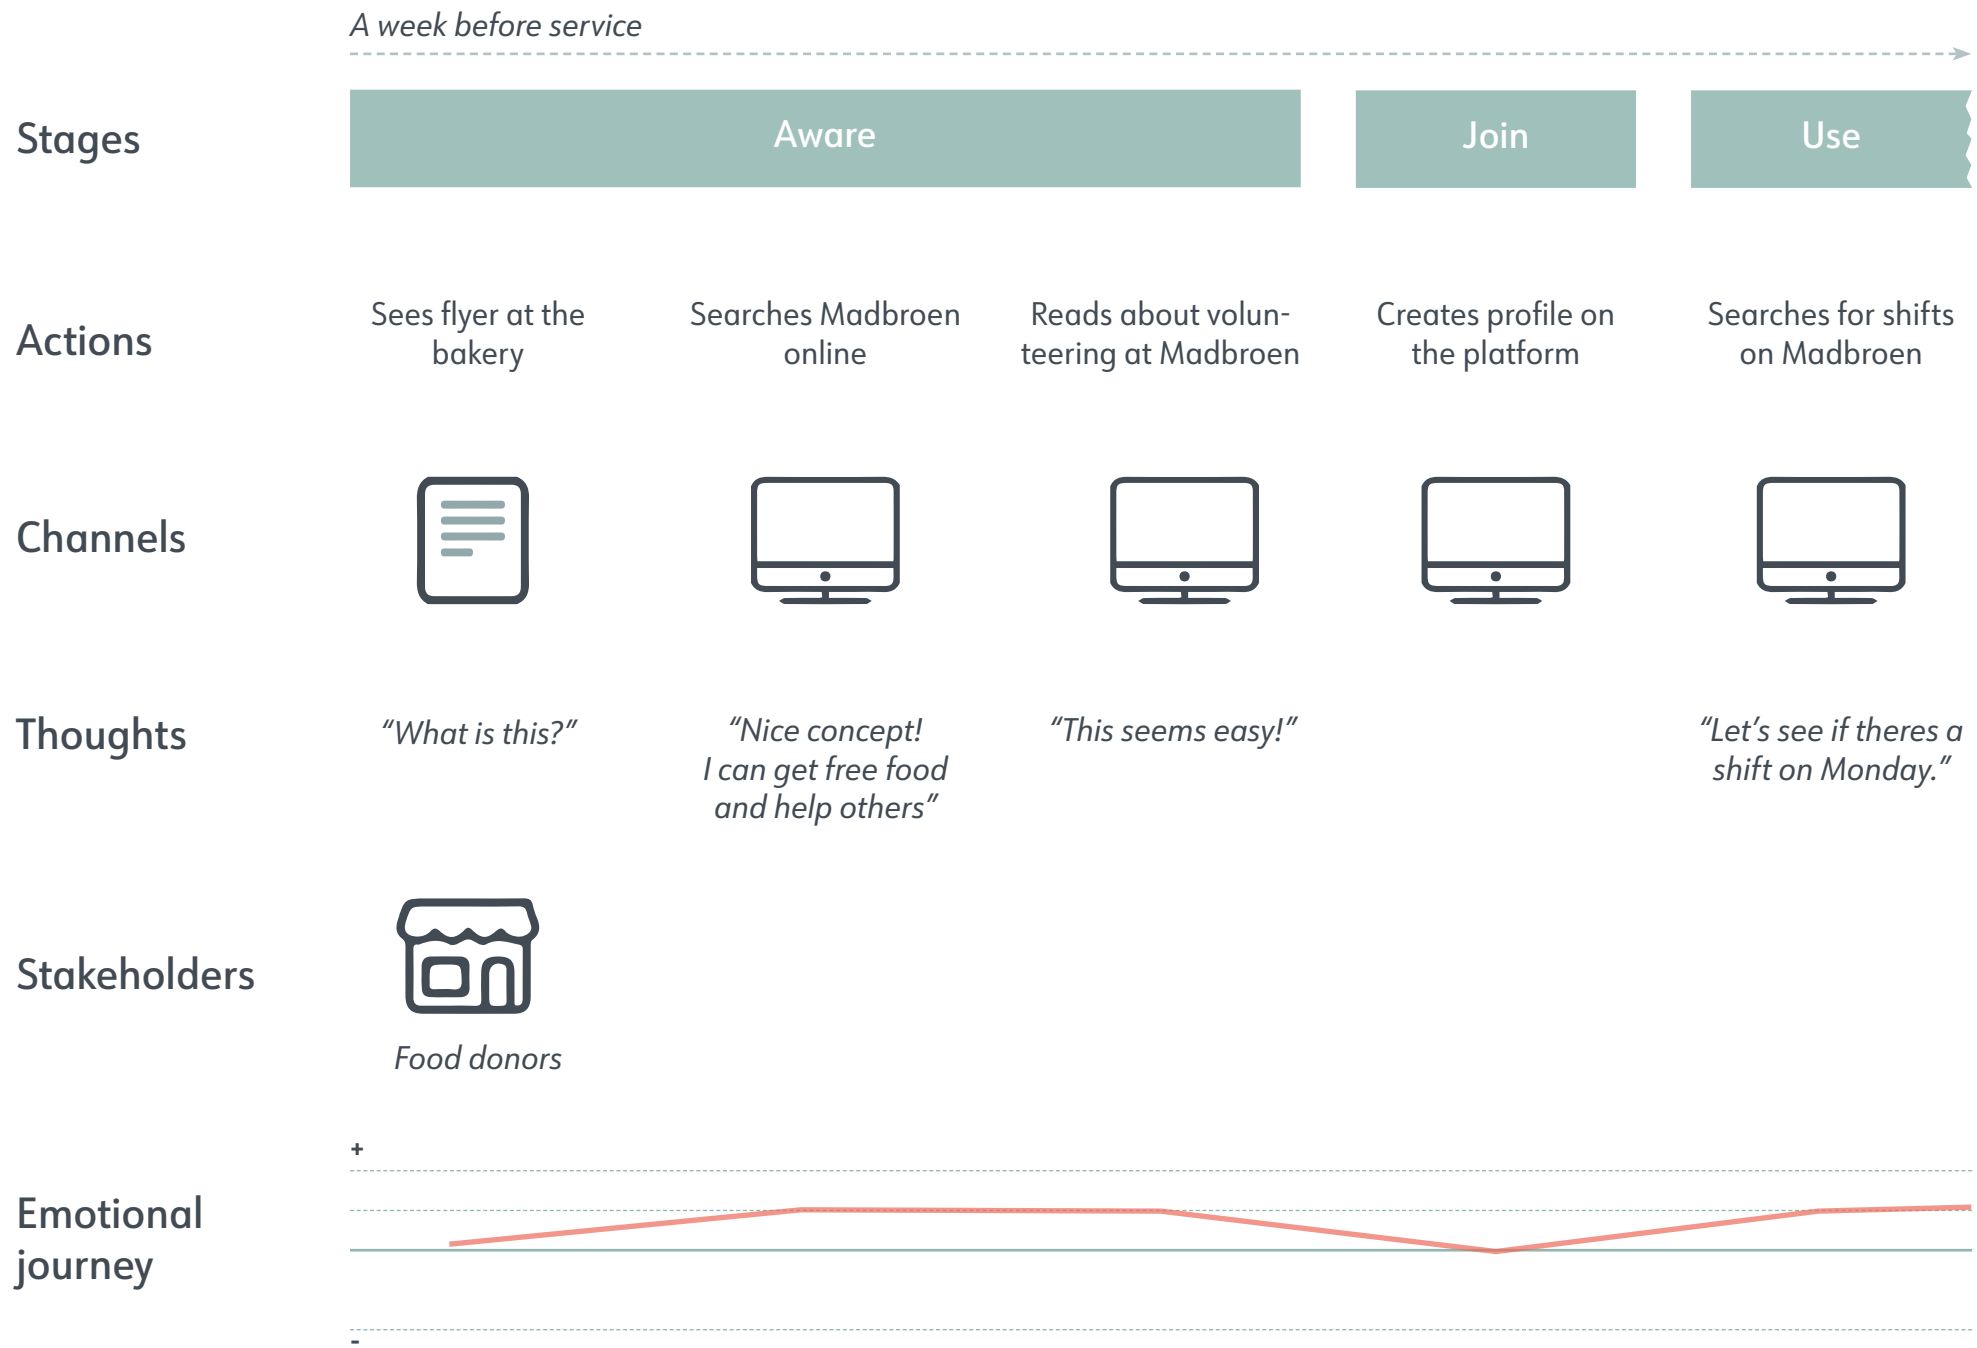 A week before service
Stages
Aware
Join
Use
Actions
Sees flyer at the
bakery
Searches Madbroen
online
Reads about volun-
teering at Madbroen
Creates profile on
the platform
Searches for shifts
on Madbroen
Channels
Thoughts
“What is this?”
“Nice concept!
I can get free food
and help others”
“This seems easy!”
“Let’s see if theres a
shift on Monday.”
Stakeholders
Food donors
Emotional
journey
+
-